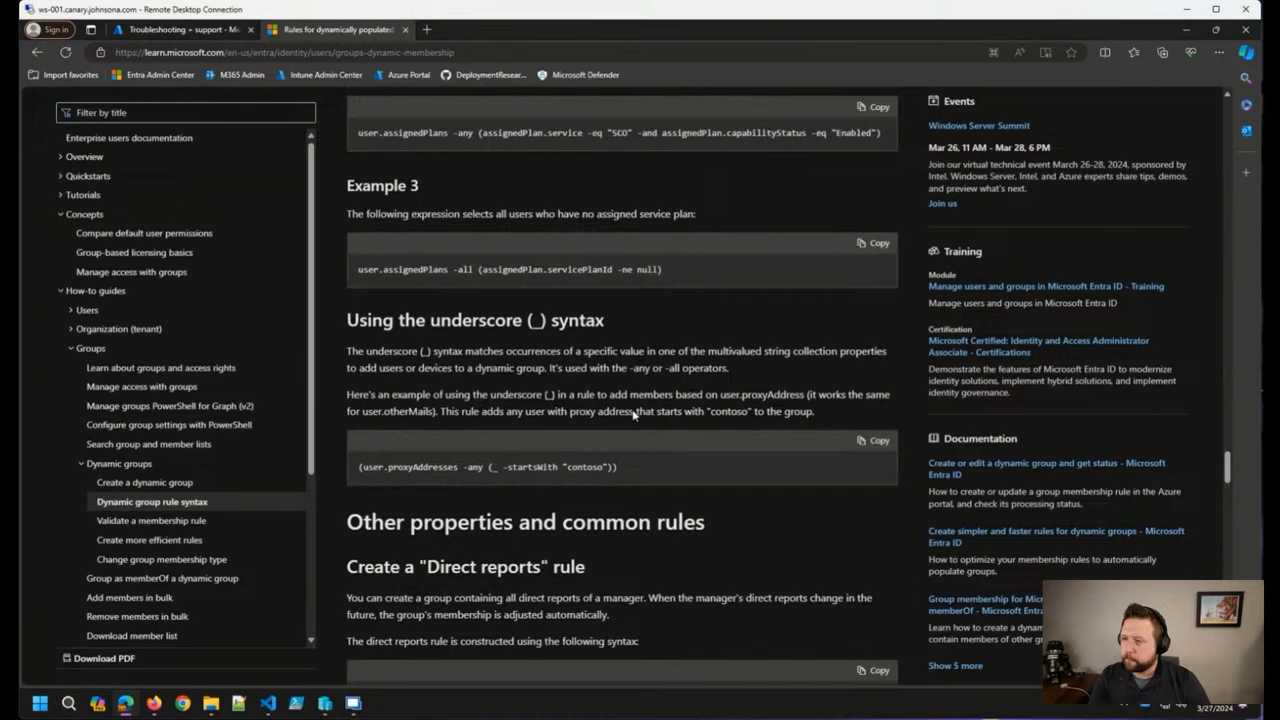 ws-001.canary.johnsona.com - Remote Desktop Connection
Sign in
Troubleshooting + support - Mi
Rules for dynamically populated
https://learn.microsoft.com/en-us/entra/identity/users/groups-dynamic-membership
Import favorites
Entra Admin Center
M365 Admin
Intune Admin Center
Azure Portal
DeploymentResear...
Microsoft Defender
Filter by title
Enterprise users documentation
Overview
Quickstarts
Tutorials
Concepts
Compare default user permissions
Group-based licensing basics
Manage access with groups
How-to guides
Users
Organization (tenant)
Groups
Learn about groups and access rights
Manage access with groups
Manage groups PowerShell for Graph (v2)
Configure group settings with PowerShell
Search group and member lists
Dynamic groups
Create a dynamic group
Dynamic group rule syntax
Validate a membership rule
Create more efficient rules
Change group membership type
Group as memberOf a dynamic group
Add members in bulk
Remove members in bulk
Download member list
Download PDF
Copy
user.assignedPlans -any (assignedPlan.service -eq "SCO" -and assignedPlan.capabilityStatus -eq "Enabled")
Example 3
The following expression selects all users who have no assigned service plan:
Copy
user.assignedPlans -all (assignedPlan.servicePlanId -ne null)
Using the underscore (_) syntax
The underscore (_) syntax matches occurrences of a specific value in one of the multivalued string collection properties
to add users or devices to a dynamic group. It's used with the -any or -all operators.
Here's an example of using the underscore (_) in a rule to add members based on user.proxyAddress (it works the same
for user.otherMails). This rule adds any user with proxy address that starts with "contoso" to the group.
Copy
(user.proxyAddresses -any (_ -startsWith "contoso"))
Other properties and common rules
Create a "Direct reports" rule
You can create a group containing all direct reports of a manager. When the manager's direct reports change in the
future, the group's membership is adjusted automatically.
The direct reports rule is constructed using the following syntax:
Copy
Events
Windows Server Summit
Mar 26, 11 AM - Mar 28, 6 PM
Join our virtual technical event March 26-28, 2024, sponsored by
Intel. Windows Server, Intel, and Azure experts share tips, demos,
and preview what's next.
Join us
Training
Module
Manage users and groups in Microsoft Entra ID - Training
Manage users and groups in Microsoft Entra ID
Certification
Microsoft Certified: Identity and Access Administrator
Associate - Certifications
Demonstrate the features of Microsoft Entra ID to modernize
identity solutions, implement hybrid solutions, and implement
identity governance.
Documentation
Create or edit a dynamic group and get status - Microsoft
Entra ID
How to create or update a group membership rule in the Azure
portal, and check its processing status.
Create simpler and faster rules for dynamic groups - Microsoft
Entra ID
How to optimize your membership rules to automatically
populate groups.
Group membership for Mic
memberOf - Microsoft Entra
Learn how to create a dynam
contain members of other g
Show 5 more
3/27/2024